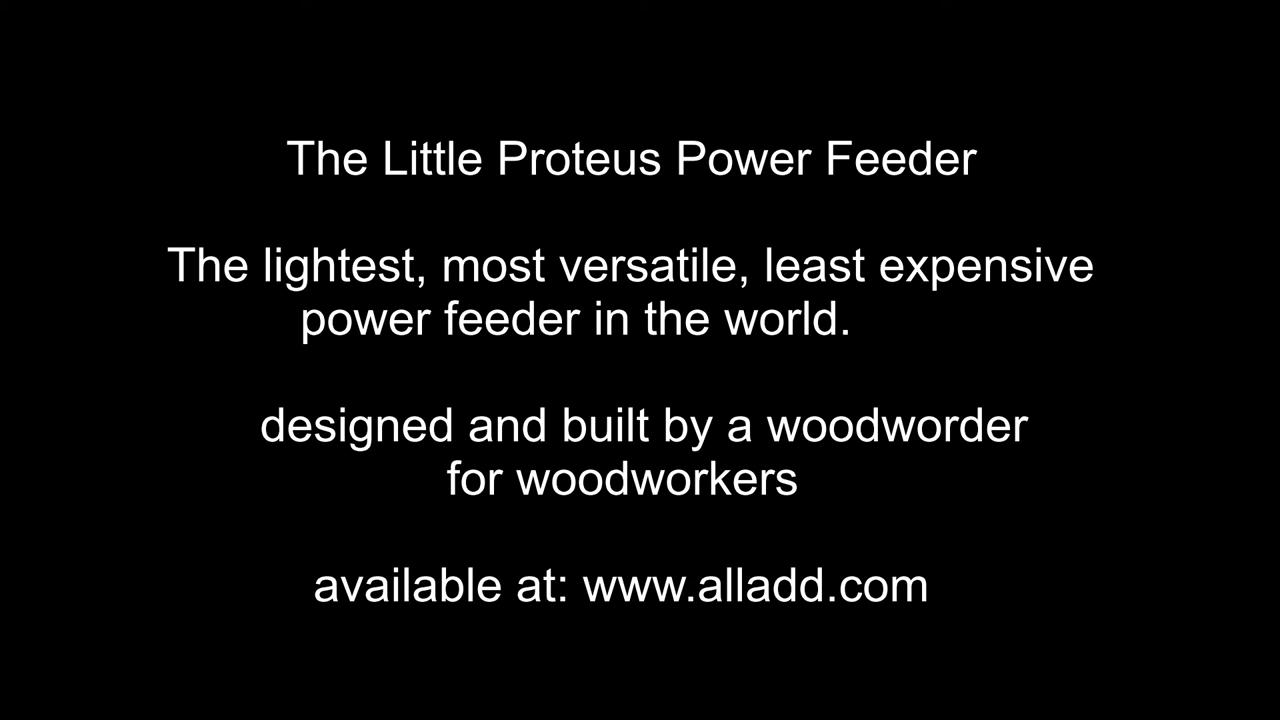 The Little Proteus Power Feeder
The lightest, most versatile, least expensive
power feeder in the world.
designed and built by a woodworder
for woodworkers
available at: www.alladd.com